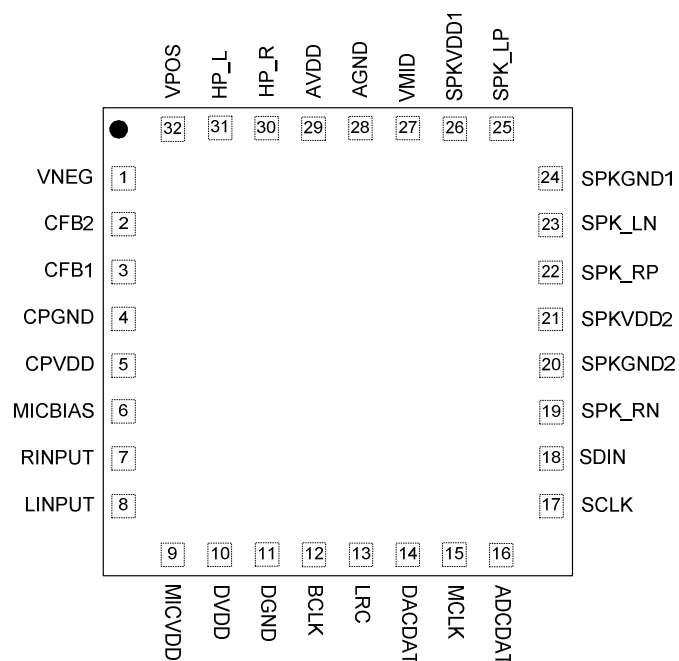 VPOS HP_L HP_R AVDD AGND VMID SPKVDD1 SPK_LP
32 31 30 29 28 27 26 25
VNEG 1 24 SPKGND1
CFB2 2 23 SPK_LN
CFB1 3 22 SPK_RP
CPGND 4 21 SPKVDD2
CPVDD 5 20 SPKGND2
MICBIAS 6 19 SPK_RN
RINPUT 7 18 SDIN
LINPUT 8 17 SCLK
9 10 11 12 13 14 15 16
MICVDD DVDD DGND BCLK LRC DACDAT MCLK ADCDAT